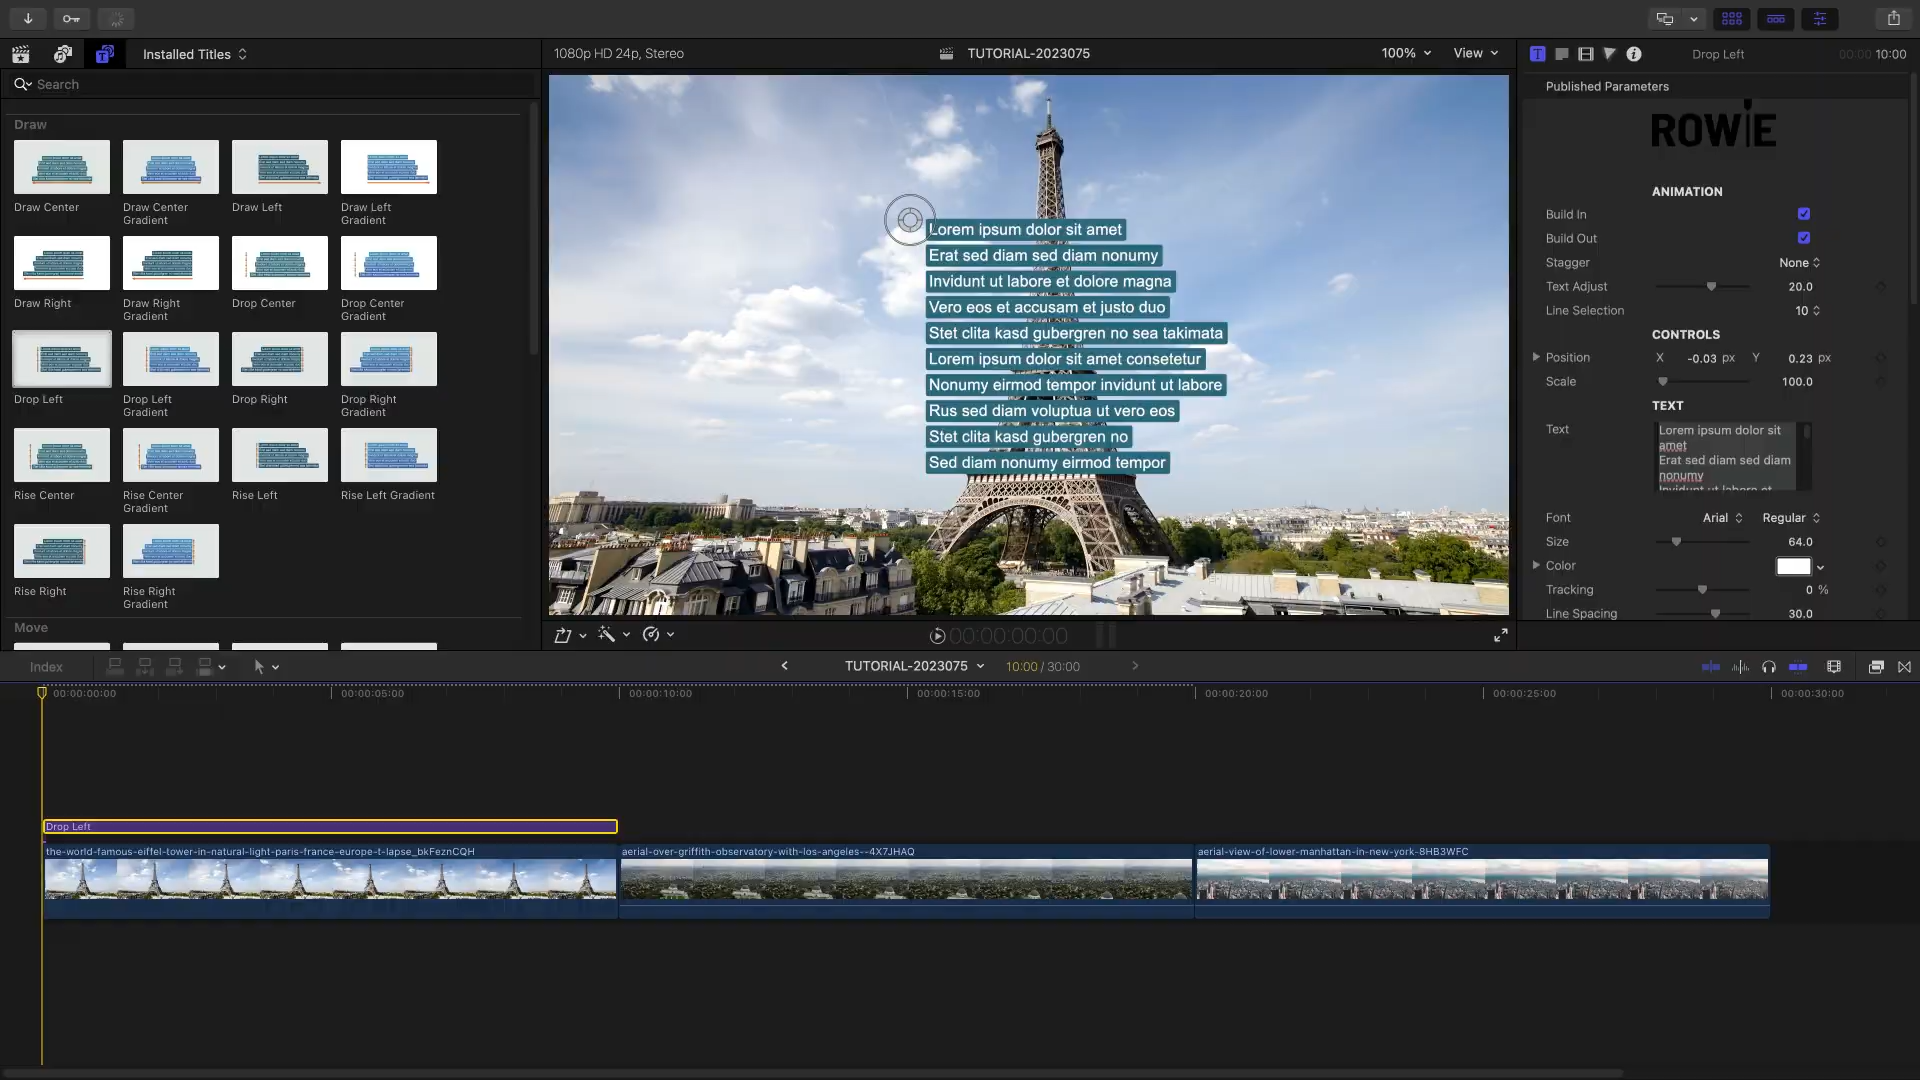 Installed Titles
1080p HD 24p, Stereo
TUTORIAL-2023075
100%
View
Drop Left
00:00 10:00
Search
Published Parameters
ROWIE
Draw
Draw Center
Draw Center Gradient
Draw Left
Draw Left Gradient
Draw Right
Draw Right Gradient
Drop Center
Drop Center Gradient
Drop Left
Drop Left Gradient
Drop Right
Drop Right Gradient
Rise Center
Rise Center Gradient
Rise Left
Rise Left Gradient
Rise Right
Rise Right Gradient
Move
Lorem ipsum dolor sit amet
Erat sed diam sed diam nonumy
Invidunt ut labore et dolore magna
Vero eos et accusam et justo duo
Stet clita kasd gubergren no sea takimata
Lorem ipsum dolor sit amet consetetur
Nonumy eirmod tempor invidunt ut labore
Rus sed diam voluptua ut vero eos
Stet clita kasd gubergren no
Sed diam nonumy eirmod tempor
ANIMATION
Build In
Build Out
Stagger None
Text Adjust 20.0
Line Selection 10
CONTROLS
Position X -0.03 px Y 0.23 px
Scale 100.0
TEXT
Text
Lorem ipsum dolor sit
amet
Erat sed diam sed diam
nonumy
Invidunt ut labore et
Font Arial Regular
Size 64.0
Color
Tracking 0 %
Line Spacing 30.0
00:00:00:00
Index
TUTORIAL-2023075
10:00 / 30:00
00:00:00:00
00:00:05:00
00:00:10:00
00:00:15:00
00:00:20:00
00:00:25:00
00:00:30:00
Drop Left
the-world-famous-eiffel-tower-in-natural-light-paris-france-europe-t-lapse_bkFeznCQH
aerial-over-griffith-observatory-with-los-angeles--4X7JHAQ
aerial-view-of-lower-manhattan-in-new-york-8HB3WFC